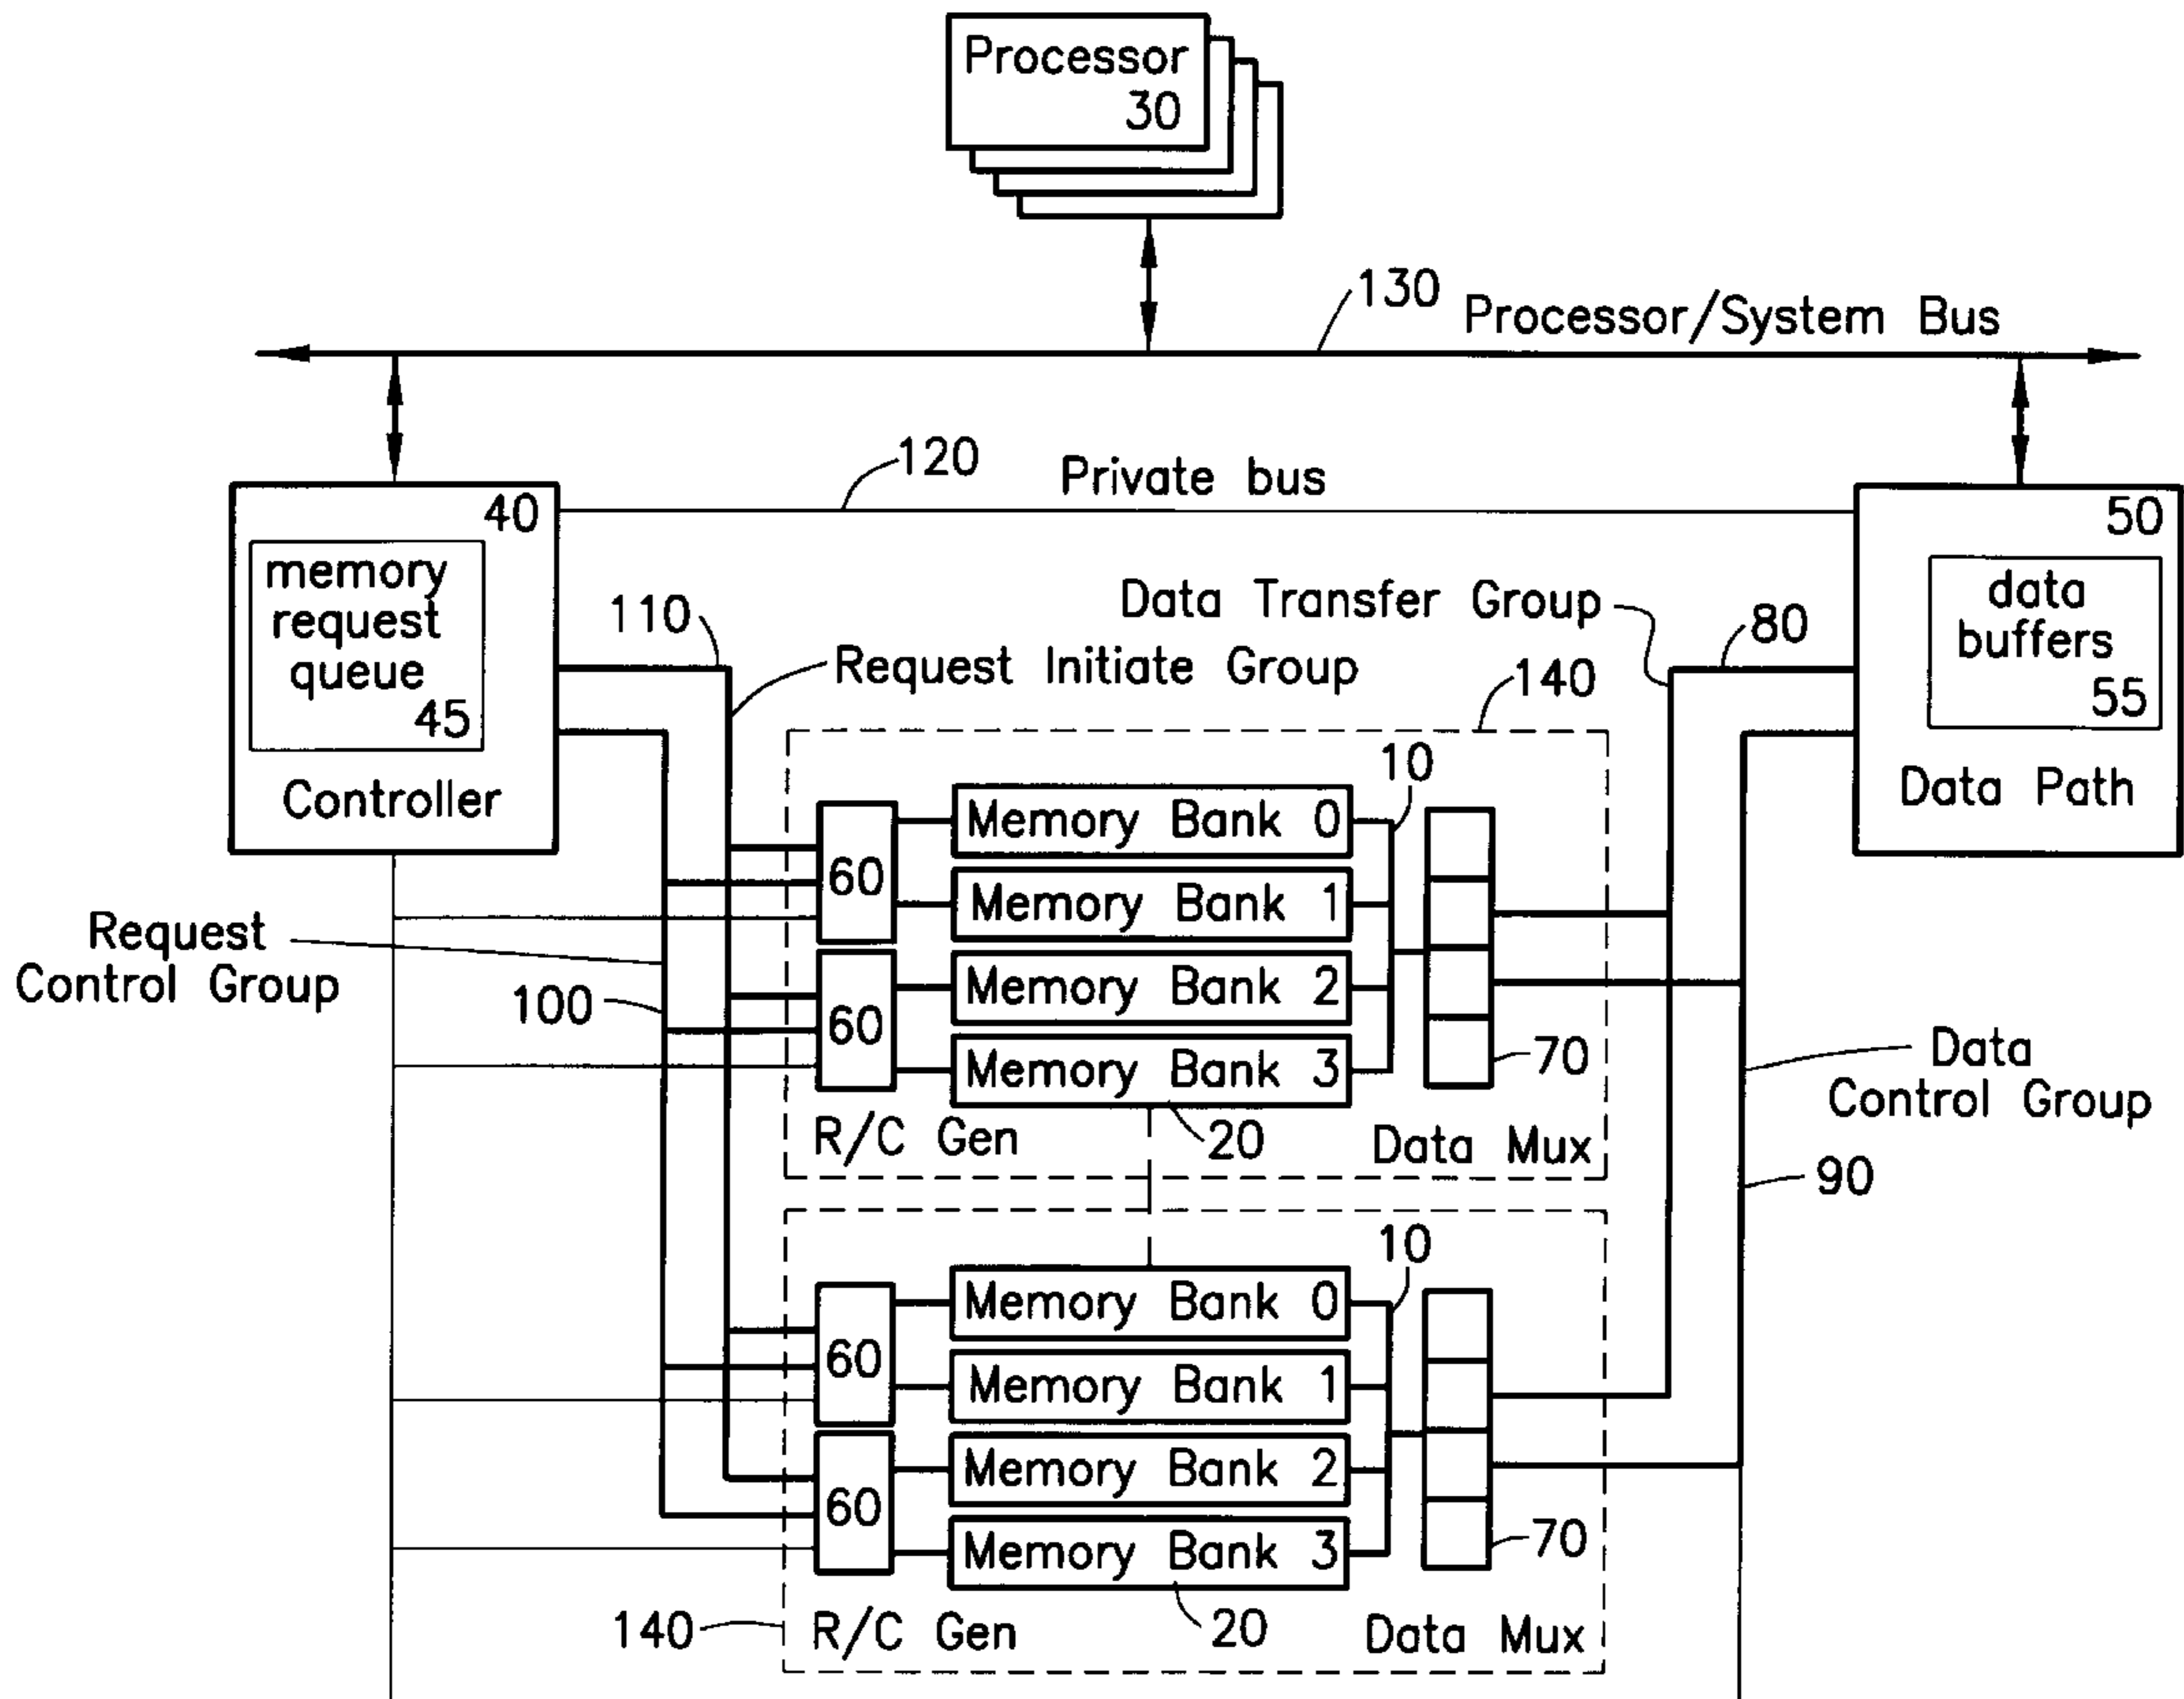 Processor
30
130
Processor/System Bus
120
Private bus
40
memory
request
queue
45
Controller
50
data
buffers
55
Data Path
110
Request Initiate Group
Data Transfer Group
80
140
10
Memory Bank 0
Memory Bank 1
Memory Bank 2
Memory Bank 3
60
60
70
Request
Control Group
100
R/C Gen
20
Data Mux
Data
Control Group
90
10
Memory Bank 0
Memory Bank 1
Memory Bank 2
Memory Bank 3
60
60
70
140
R/C Gen
20
Data Mux